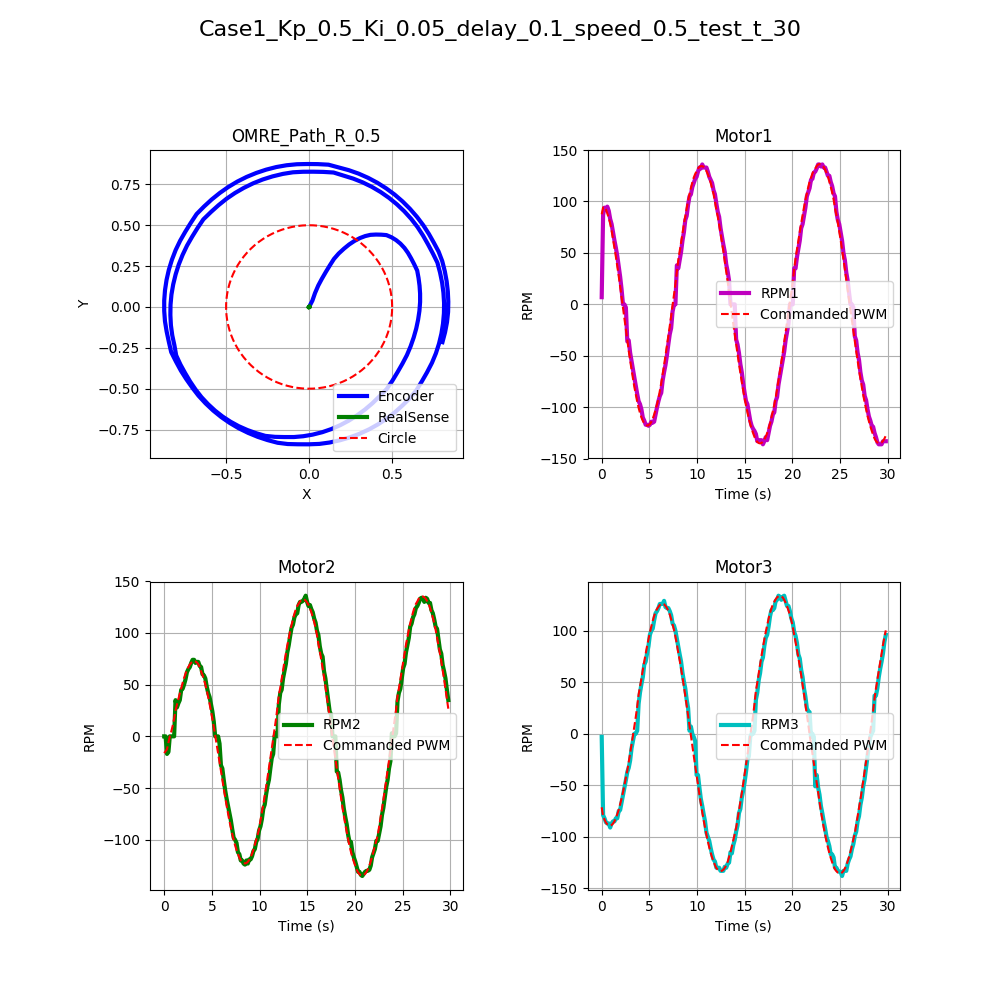 Case1_Kp_0.5_Ki_0.05_delay_0.1_speed_0.5_test_t_30
OMRE_Path_R_0.5
0.75
0.50
0.25
0.00
−0.25
−0.50
−0.75
Y
−0.5
0.0
0.5
X
Encoder
RealSense
Circle
Motor1
150
100
50
0
−50
−100
−150
RPM
0
5
10
15
20
25
30
Time (s)
RPM1
Commanded PWM
Motor2
150
100
50
0
−50
−100
RPM
0
5
10
15
20
25
30
Time (s)
RPM2
Commanded PWM
Motor3
100
50
0
−50
−100
−150
RPM
0
5
10
15
20
25
30
Time (s)
RPM3
Commanded PWM